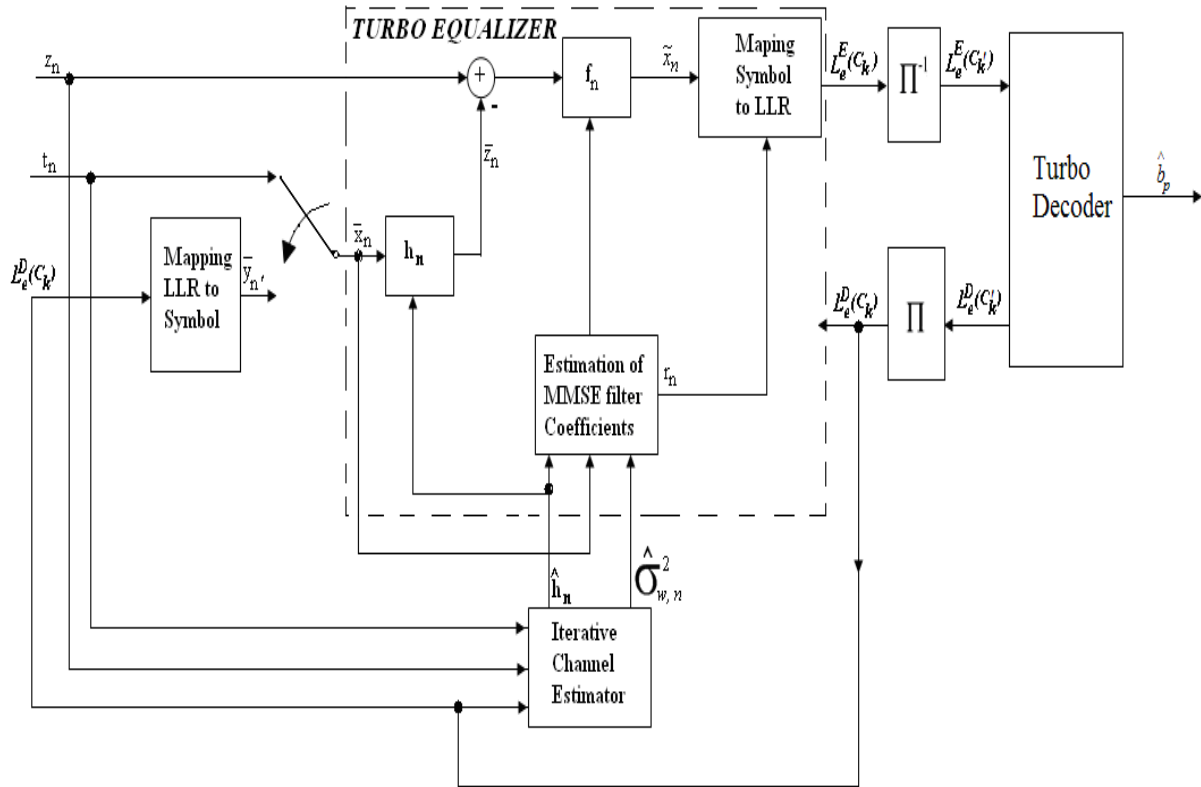 TURBO EQUALIZER
z_n
+
-
f_n
x̃_n
Maping
Symbol
to LLR
L_e^E(C_k)
Π^-1
L_e^E(C_k')
Turbo
Decoder
b̂_p
z̄_n
t_n
x̄_n
h_n
Mapping
LLR to
Symbol
ȳ_n'
L_e^D(C_k)
L_e^D(C_k)
Π
L_e^D(C_k')
Estimation of
MMSE filter
Coefficients
r_n
ĥ_n
σ̂²_w, n
Iterative
Channel
Estimator